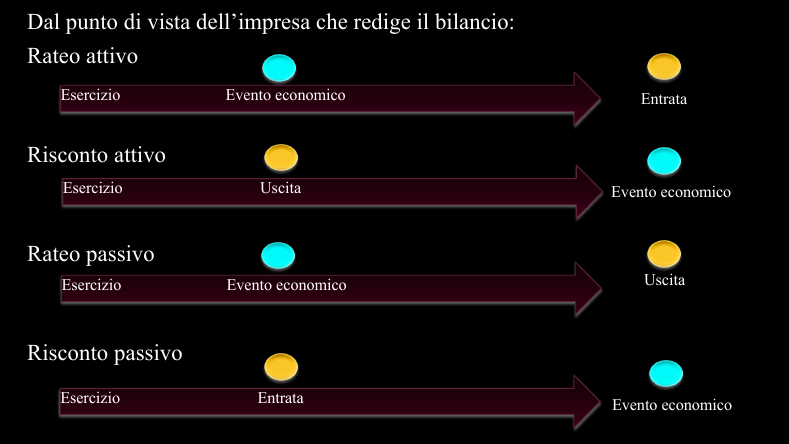 Dal punto di vista dell’impresa che redige il bilancio:
Rateo attivo
Esercizio Evento economico Entrata
Risconto attivo
Esercizio Uscita Evento economico
Rateo passivo
Esercizio Evento economico Uscita
Risconto passivo
Esercizio Entrata Evento economico